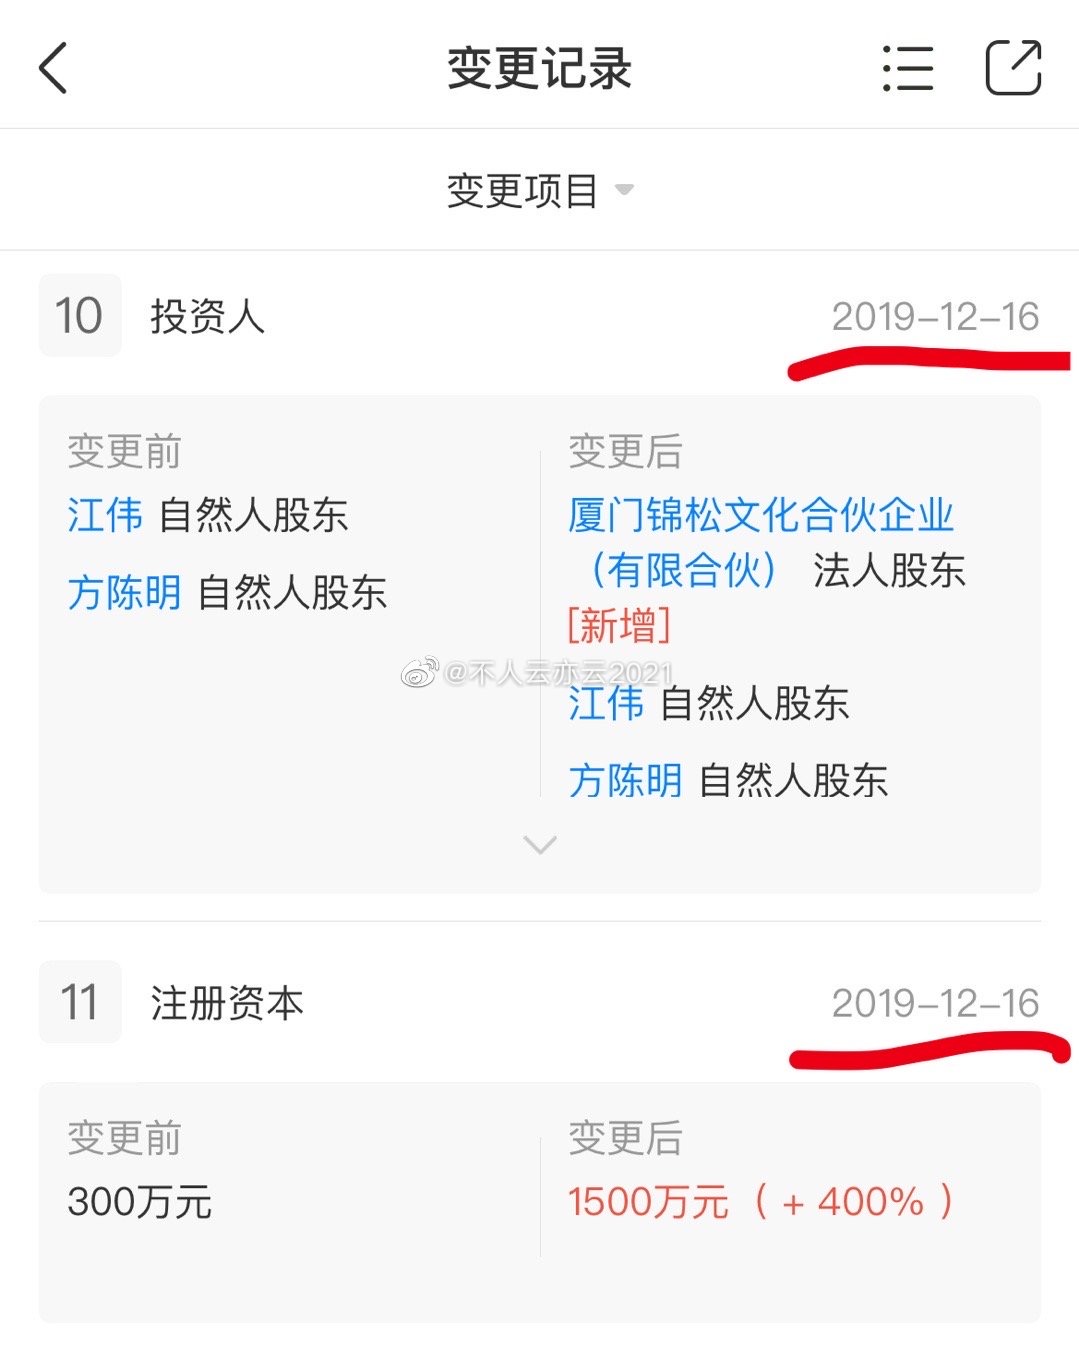 变更记录
变更项目
10 投资人 2019-12-16
变更前
江伟 自然人股东
方陈明 自然人股东
变更后
厦门锦松文化合伙企业
（有限合伙） 法人股东
[新增]
江伟 自然人股东
方陈明 自然人股东
@不人云亦云2021
11 注册资本 2019-12-16
变更前
300万元
变更后
1500万元（ + 400% ）